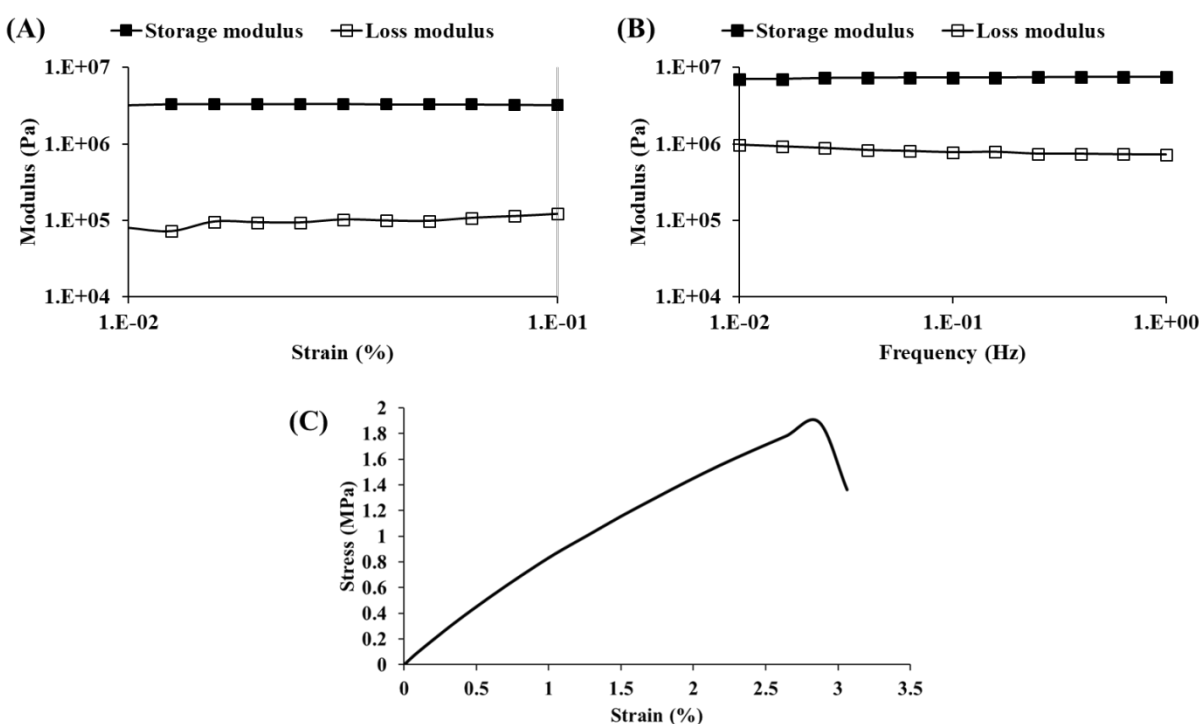 (A)
Storage modulus Loss modulus
1.E+07
1.E+06
1.E+05
1.E+04
Modulus (Pa)
1.E-02 1.E-01
Strain (%)
(B)
Storage modulus Loss modulus
1.E+07
1.E+06
1.E+05
1.E+04
Modulus (Pa)
1.E-02 1.E-01 1.E+00
Frequency (Hz)
(C)
2
1.8
1.6
1.4
1.2
1
0.8
0.6
0.4
0.2
0
Stress (MPa)
0 0.5 1 1.5 2 2.5 3 3.5
Strain (%)